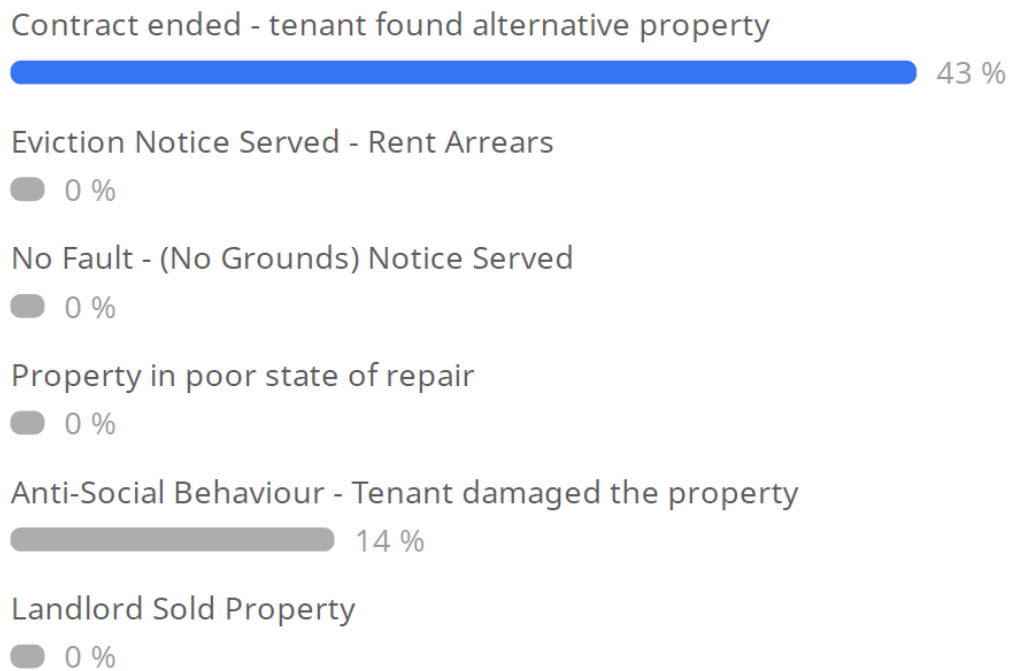 Contract ended - tenant found alternative property
43 %
Eviction Notice Served - Rent Arrears
0 %
No Fault - (No Grounds) Notice Served
0 %
Property in poor state of repair
0 %
Anti-Social Behaviour - Tenant damaged the property
14 %
Landlord Sold Property
0 %